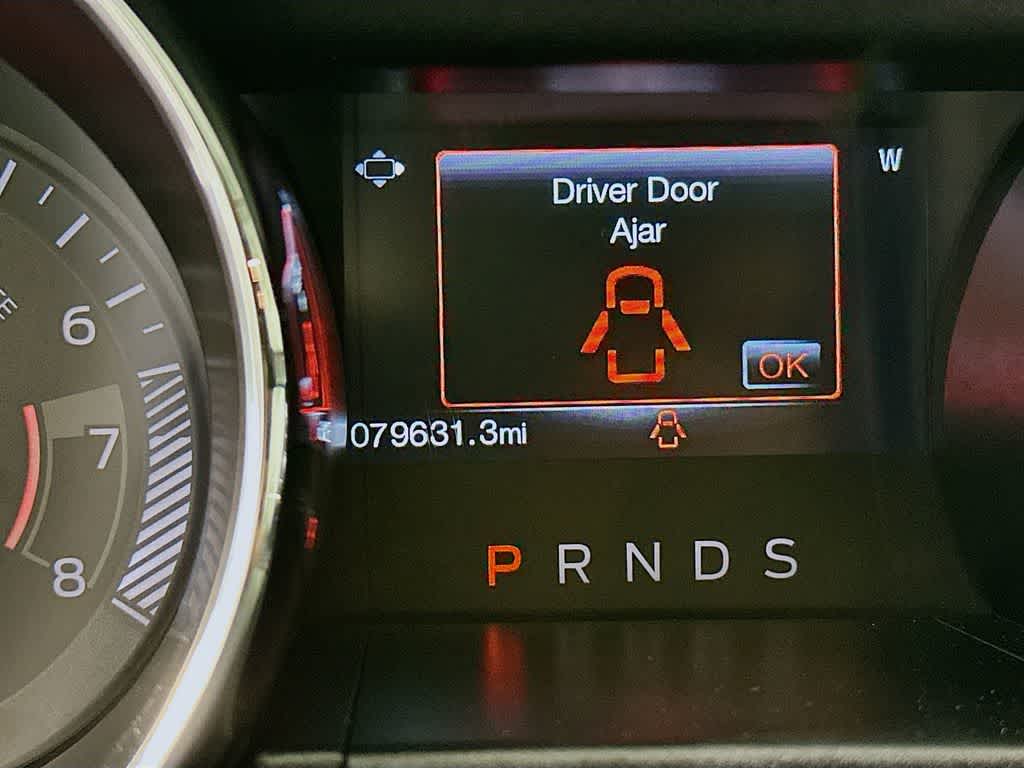 W
Driver Door
Ajar
OK
079631.3mi
P R N D S
6
7
8